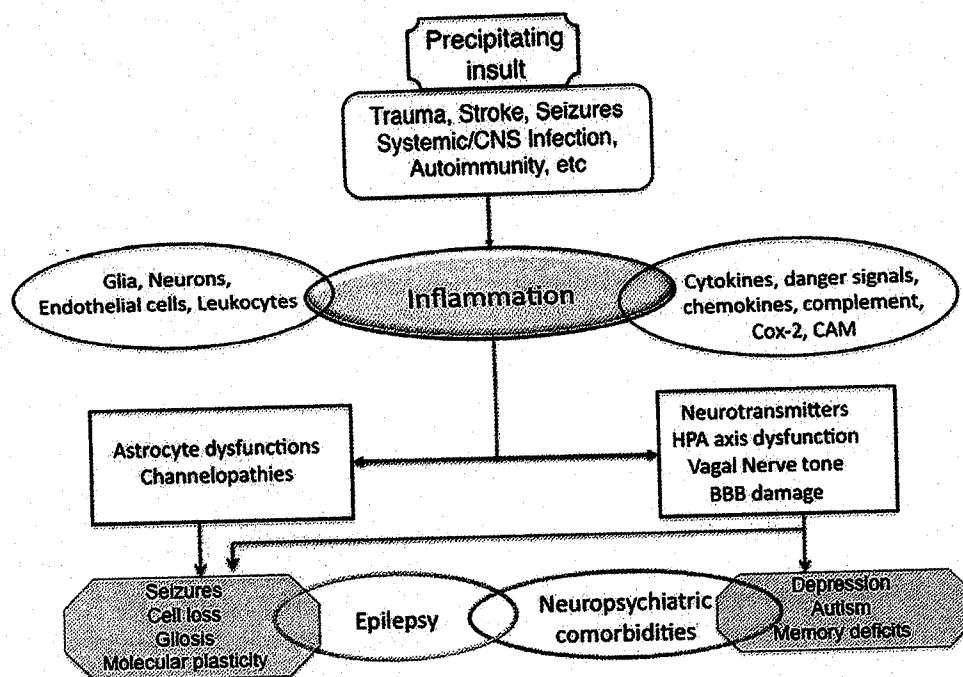 Precipitating
insult
Trauma, Stroke, Seizures
Systemic/CNS Infection,
Autoimmunity, etc
Glia, Neurons,
Endothelial cells, Leukocytes
Inflammation
Cytokines, danger signals,
chemokines, complement,
Cox-2, CAM
Astrocyte dysfunctions
Channelopathies
Neurotransmitters
HPA axis dysfunction
Vagal Nerve tone
BBB damage
Seizures
Cell loss
Gliosis
Molecular plasticity
Epilepsy
Neuropsychiatric
comorbidities
Depression
Autism
Memory deficits